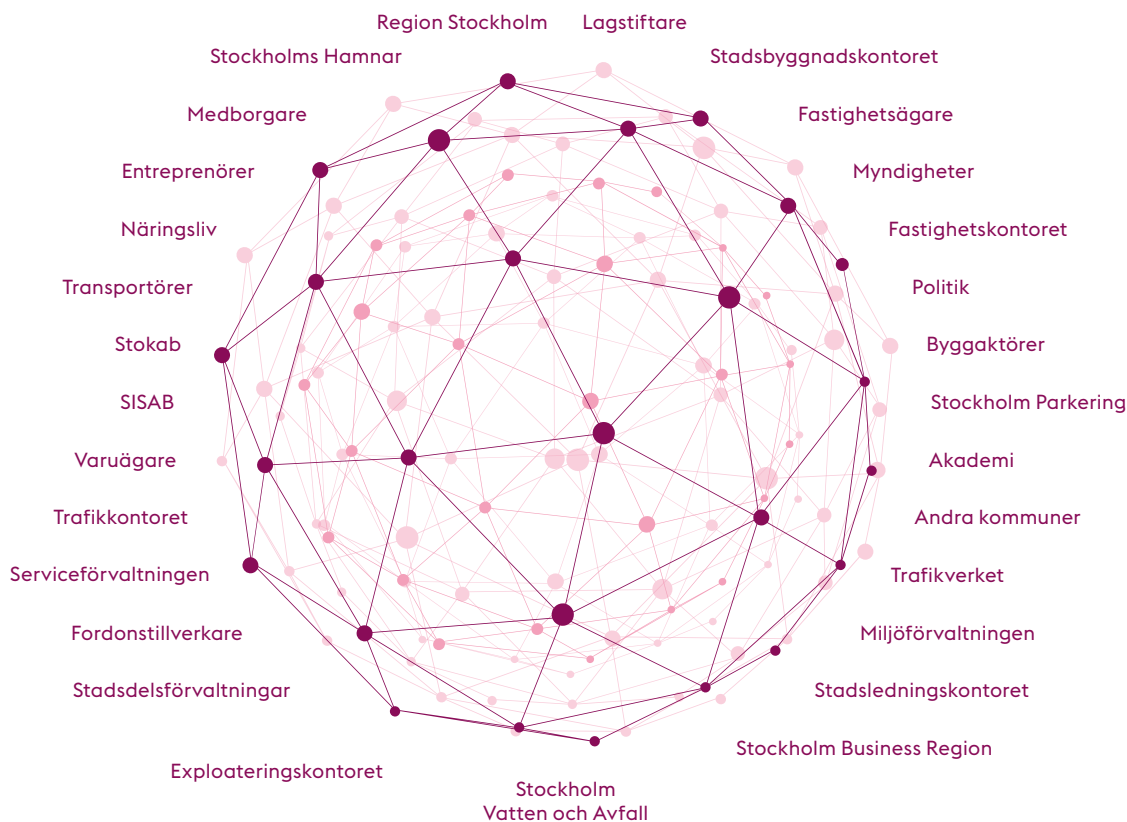 Region Stockholm
Lagstiftare
Stockholms Hamnar
Stadsbyggnadskontoret
Medborgare
Fastighetsägare
Entreprenörer
Myndigheter
Näringsliv
Fastighetskontoret
Transportörer
Politik
Stokab
Byggaktörer
SISAB
Stockholm Parkering
Varuägare
Akademi
Trafikkontoret
Andra kommuner
Serviceförvaltningen
Trafikverket
Fordonstillverkare
Miljöförvaltningen
Stadsdelsförvaltningar
Stadsledningskontoret
Stockholm Business Region
Exploateringskontoret
Stockholm
Vatten och Avfall